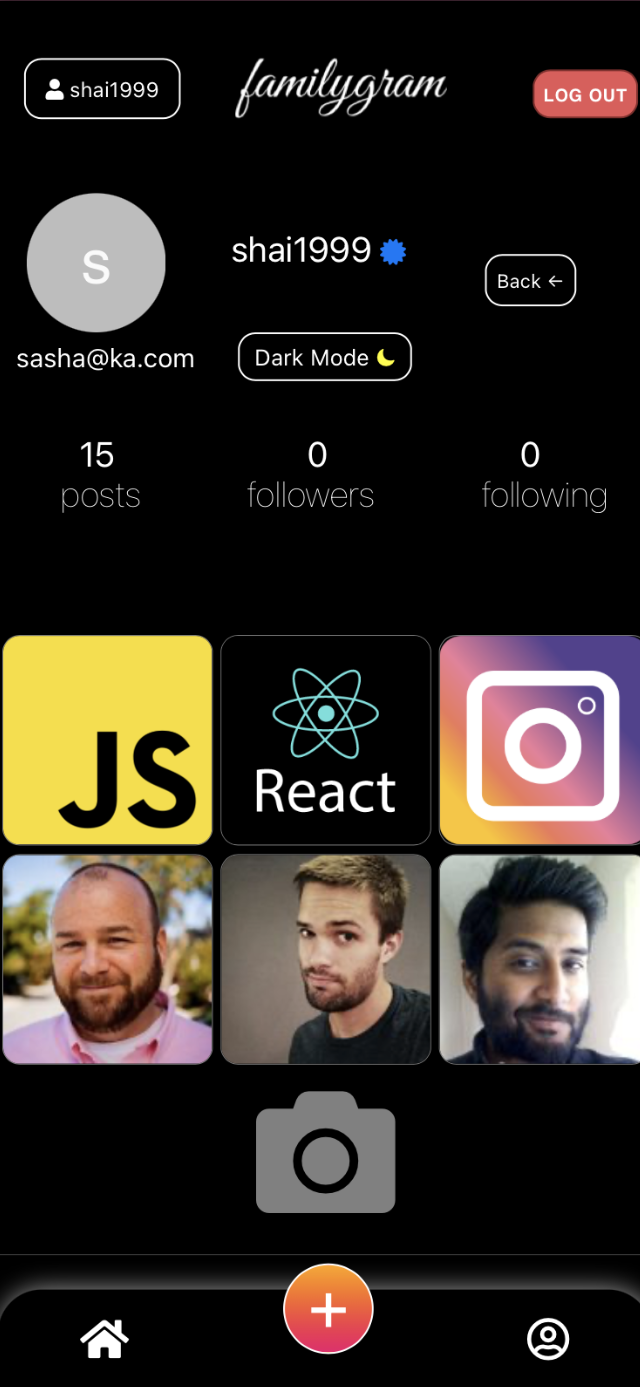 shai1999
familygram
LOG OUT
S
shai1999
Back ←
sasha@ka.com
Dark Mode
15
0
0
posts
followers
following
JS
React